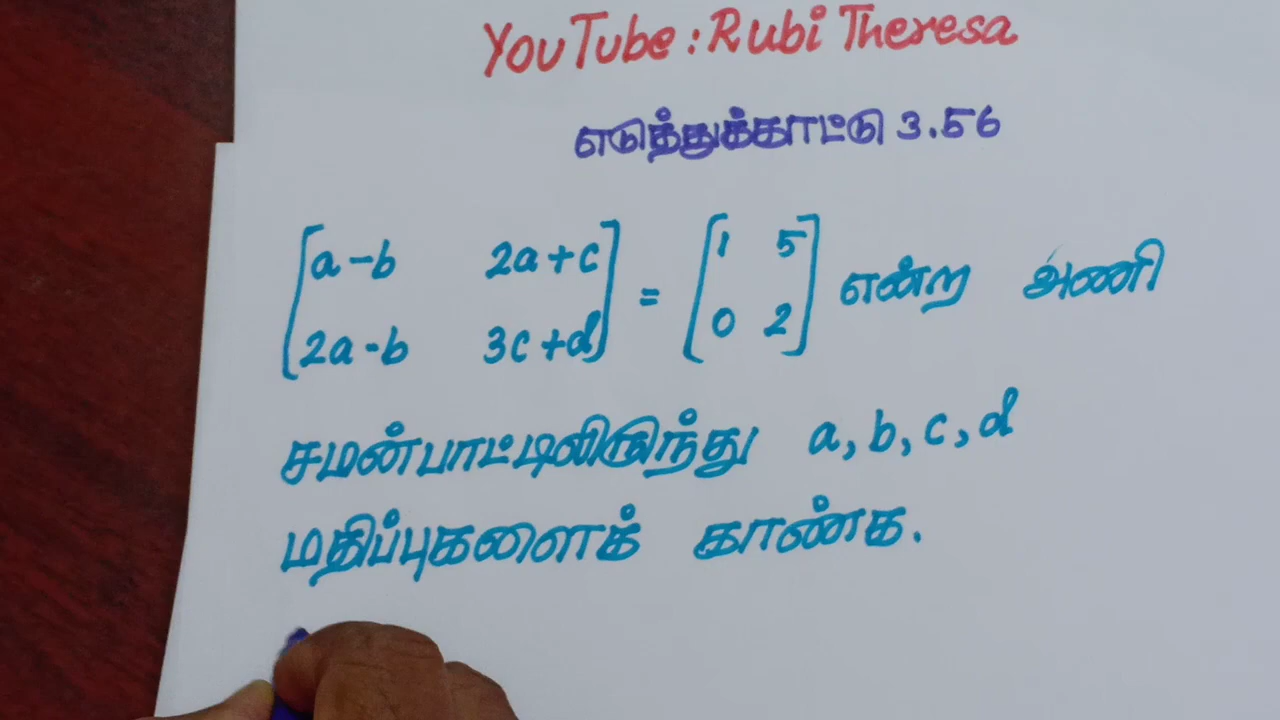 YouTube : Rubi Theresa
எடுத்துக்காட்டு 3.56
[a-b 2a+c
2a-b 3c+d] = [1 5
0 2] என்ற அணி
சமன்பாட்டிலிருந்து a, b, c, d
மதிப்புகளைக் காண்க.